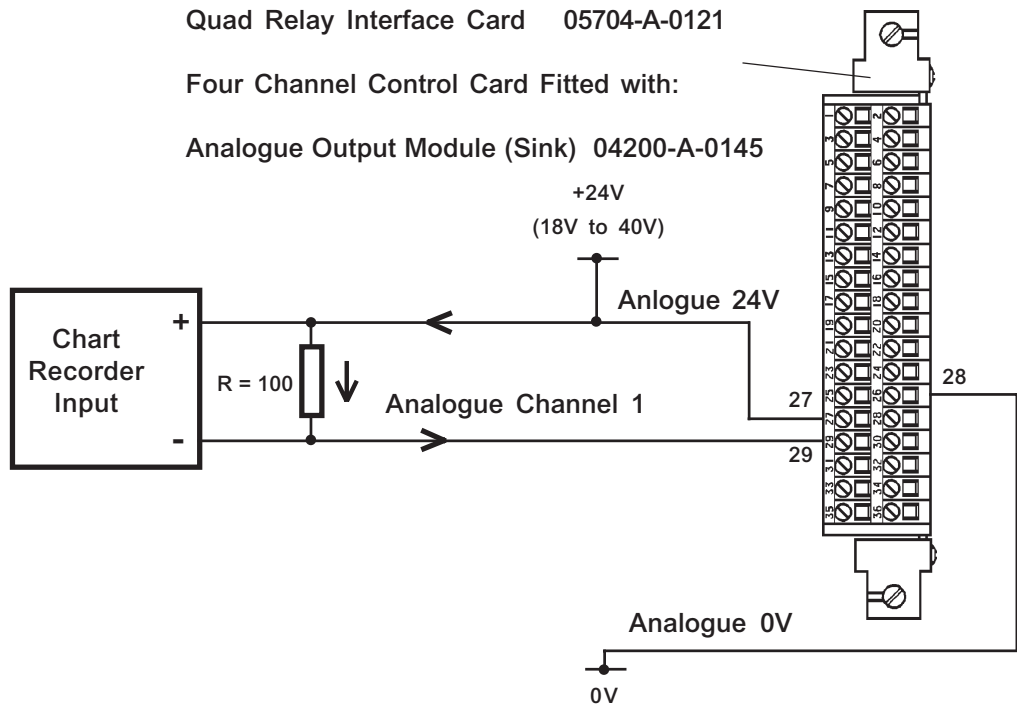 Quad Relay Interface Card 05704-A-0121
Four Channel Control Card Fitted with:
Analogue Output Module (Sink) 04200-A-0145
+24V
(18V to 40V)
Anlogue 24V
Chart
Recorder
Input
+
-
R = 100
Analogue Channel 1
27
29
28
1 2
3 4
5 6
7 8
9 10
11 12
13 14
15 16
17 18
19 20
21 22
23 24
25 26
27 28
29 30
31 32
33 34
35 36
Analogue 0V
0V